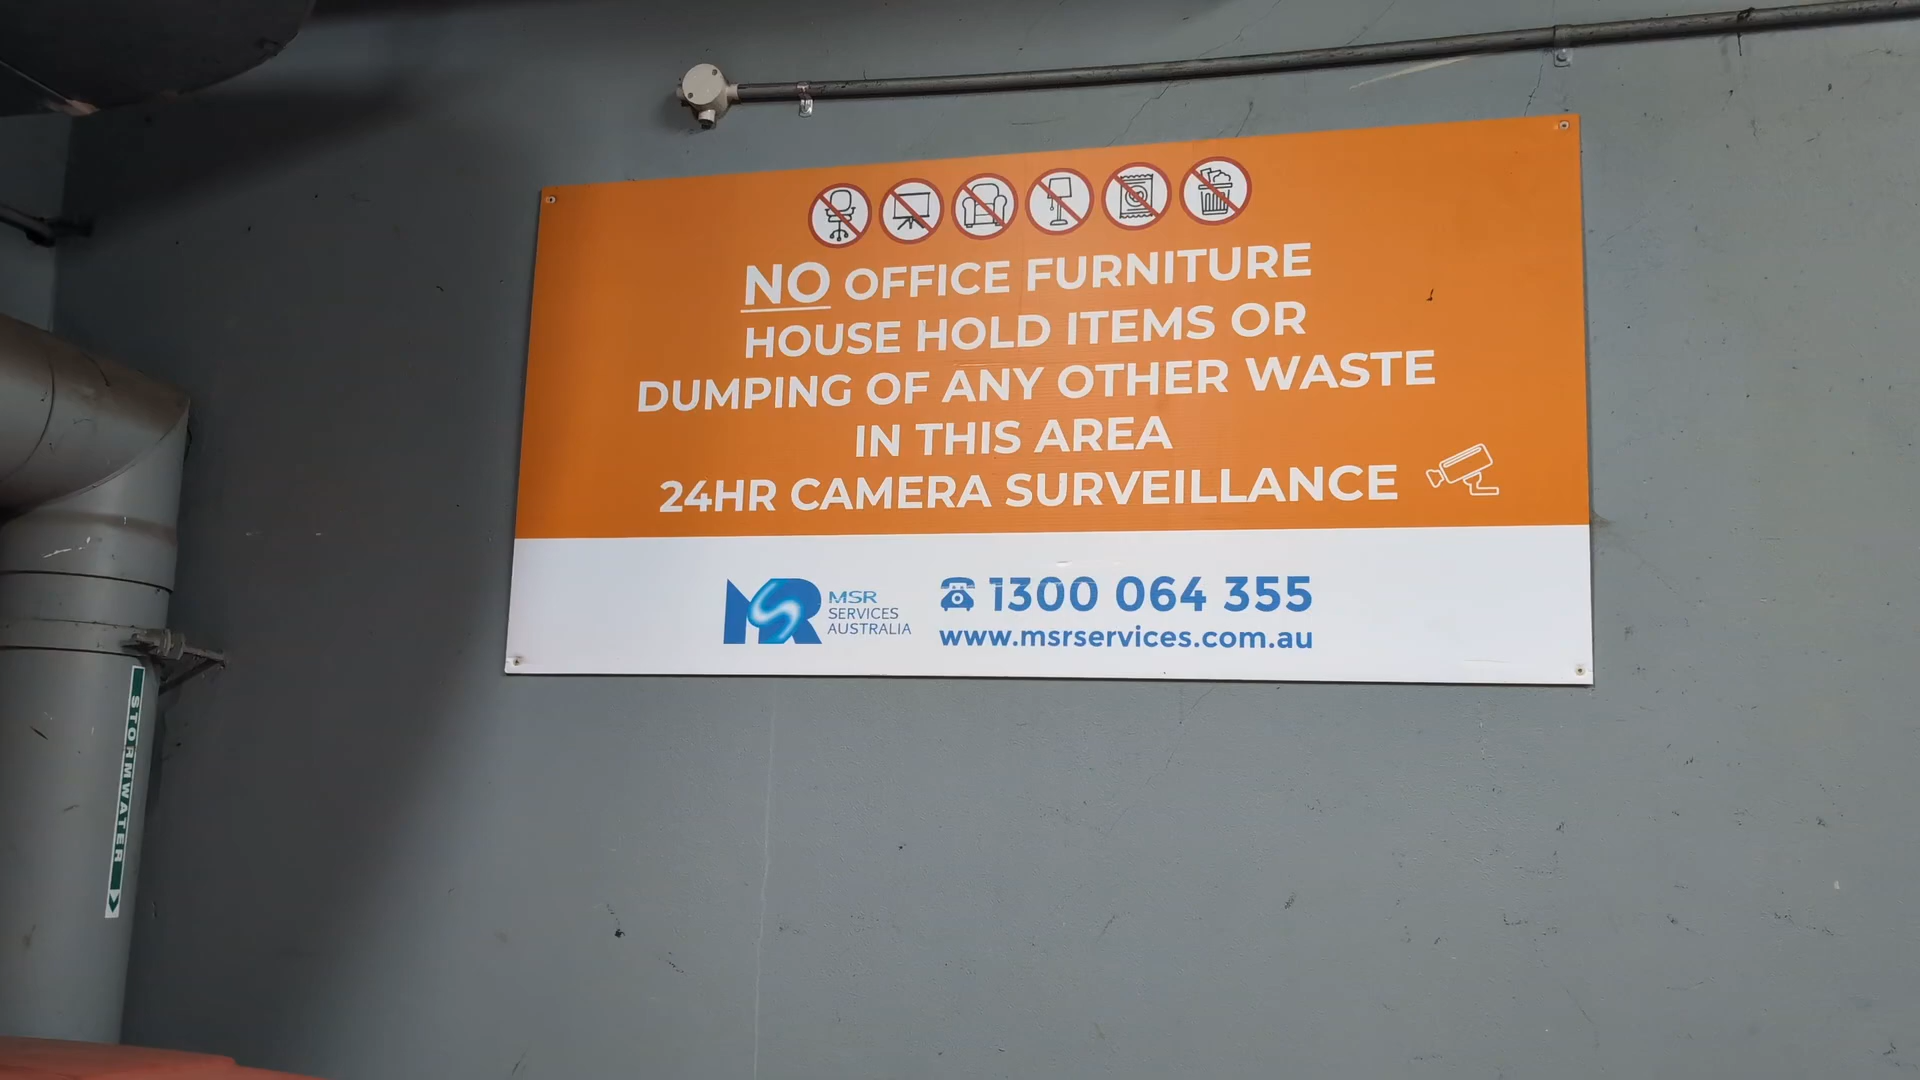 NO OFFICE FURNITURE
HOUSE HOLD ITEMS OR
DUMPING OF ANY OTHER WASTE
IN THIS AREA
24HR CAMERA SURVEILLANCE
MSR
SERVICES
AUSTRALIA
1300 064 355
www.msrservices.com.au
STORMWATER